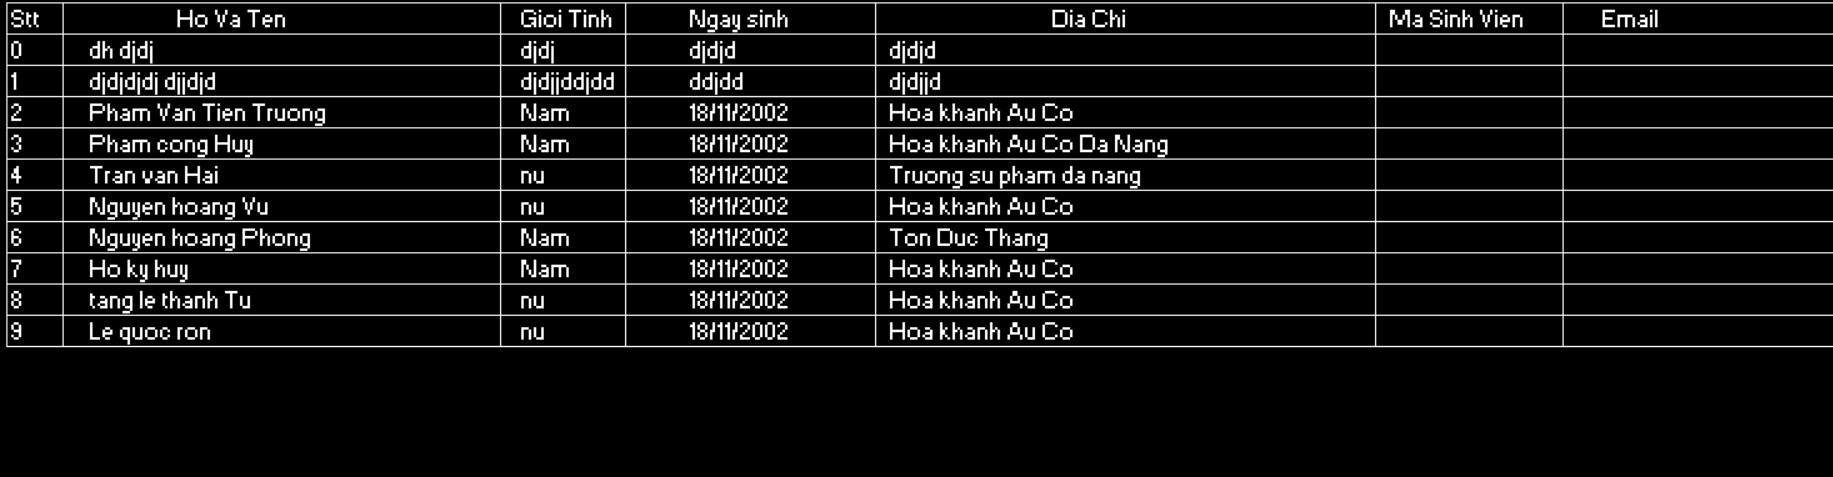 Stt Ho Va Ten Gioi Tinh Ngay sinh Dia Chi Ma Sinh Vien Email
0 dh djdj djdj djdjd djdjd
1 djdjdjdj djjdjd djdjjddjdd ddjdd djdjjd
2 Pham Van Tien Truong Nam 18/11/2002 Hoa khanh Au Co
3 Pham cong Huy Nam 18/11/2002 Hoa khanh Au Co Da Nang
4 Tran van Hai nu 18/11/2002 Truong su pham da nang
5 Nguyen hoang Vu nu 18/11/2002 Hoa khanh Au Co
6 Nguyen hoang Phong Nam 18/11/2002 Ton Duc Thang
7 Ho ky huy Nam 18/11/2002 Hoa khanh Au Co
8 tang le thanh Tu nu 18/11/2002 Hoa khanh Au Co
9 Le quoc ron nu 18/11/2002 Hoa khanh Au Co